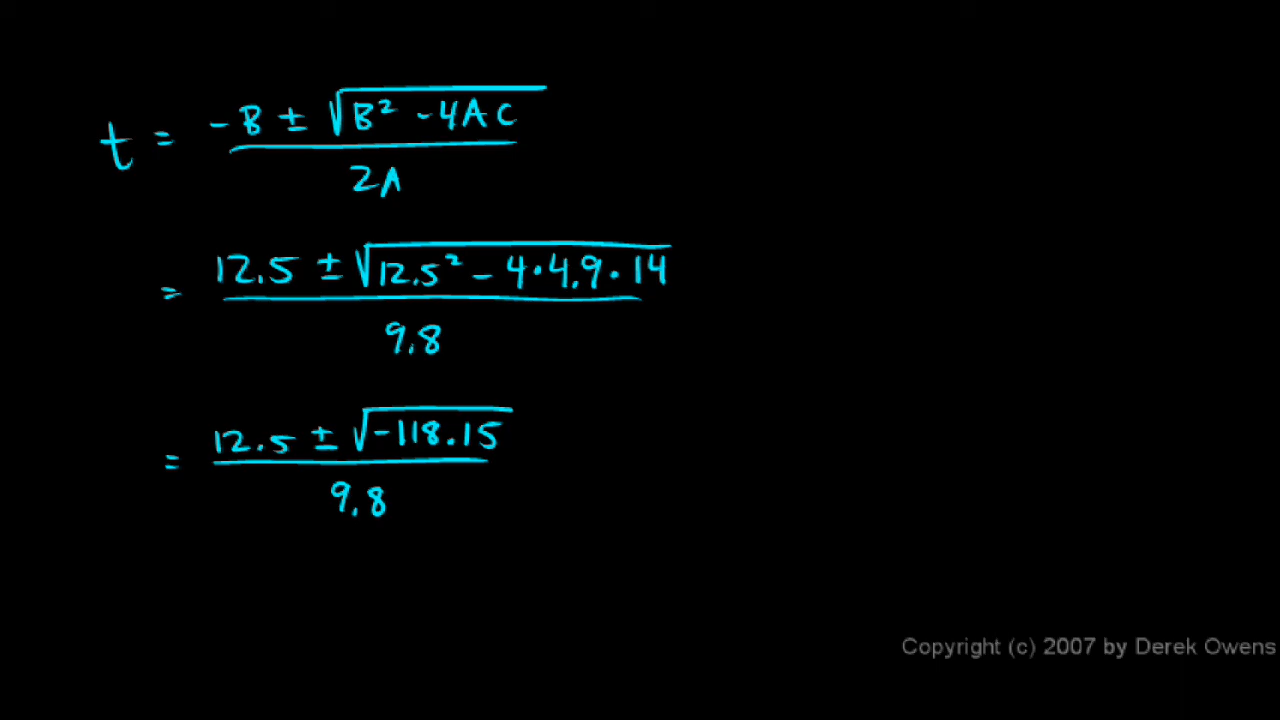 t = -B ± √(B² - 4AC) / 2A
= 12.5 ± √(12.5² - 4·4.9·14) / 9.8
= 12.5 ± √(-118.15) / 9.8
Copyright (c) 2007 by Derek Owens